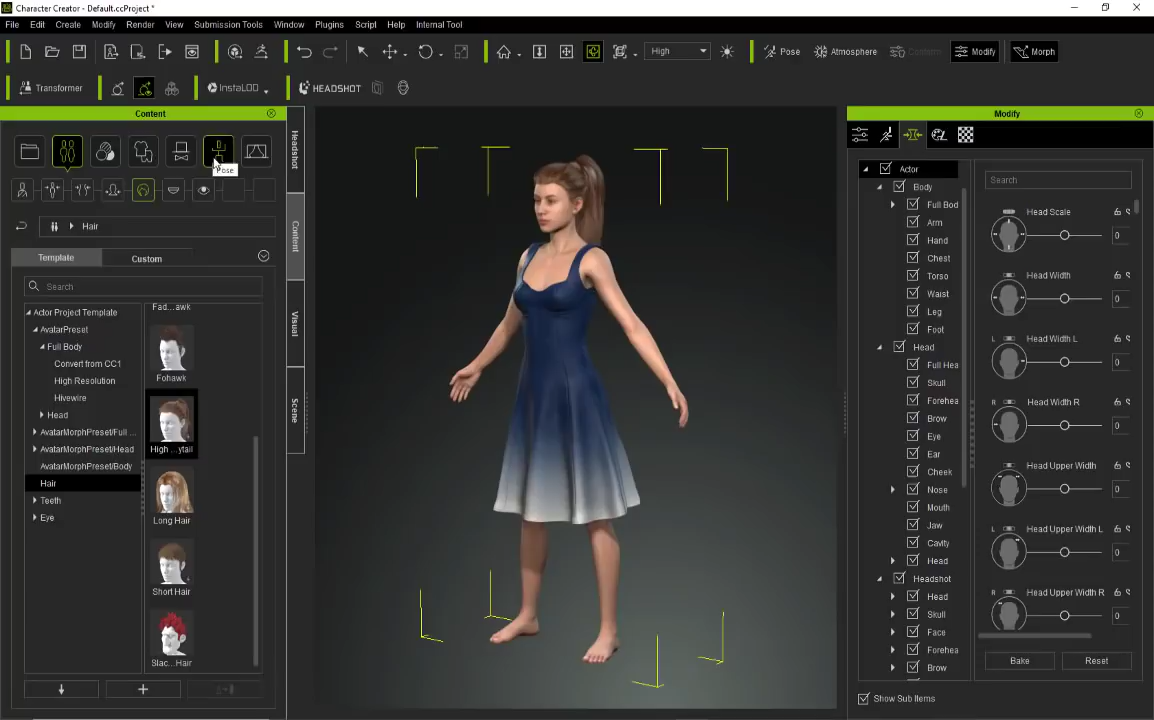 Character Creator - Default.ccProject *
File Edit Create Modify Render View Submission Tools Window Plugins Script Help Internal Tool
High Pose Atmosphere Modify Morph
Transformer InstaLOD HEADSHOT
Content
Pose
Hair
Template Custom
Search
Actor Project Template
AvatarPreset
Full Body
Convert from CC1
High Resolution
Hivewire
Head
AvatarMorphPreset/Full ...
AvatarMorphPreset/Head
AvatarMorphPreset/Body
Hair
Teeth
Eye
Fad...awk
Fohawk
High ...ytail
Long Hair
Short Hair
Slac...Hair
Headshot
Content
Visual
Scene
Modify
Actor
Body
Full Bod
Arm
Hand
Chest
Torso
Waist
Leg
Foot
Head
Full Hea
Skull
Forehea
Brow
Eye
Ear
Cheek
Nose
Mouth
Jaw
Cavity
Head
Headshot
Head
Skull
Face
Forehea
Brow
Show Sub Items
Search
Head Scale
0
Head Width
0
L Head Width L
0
R Head Width R
0
Head Upper Width
0
L Head Upper Width L
0
R Head Upper Width R
0
Bake Reset